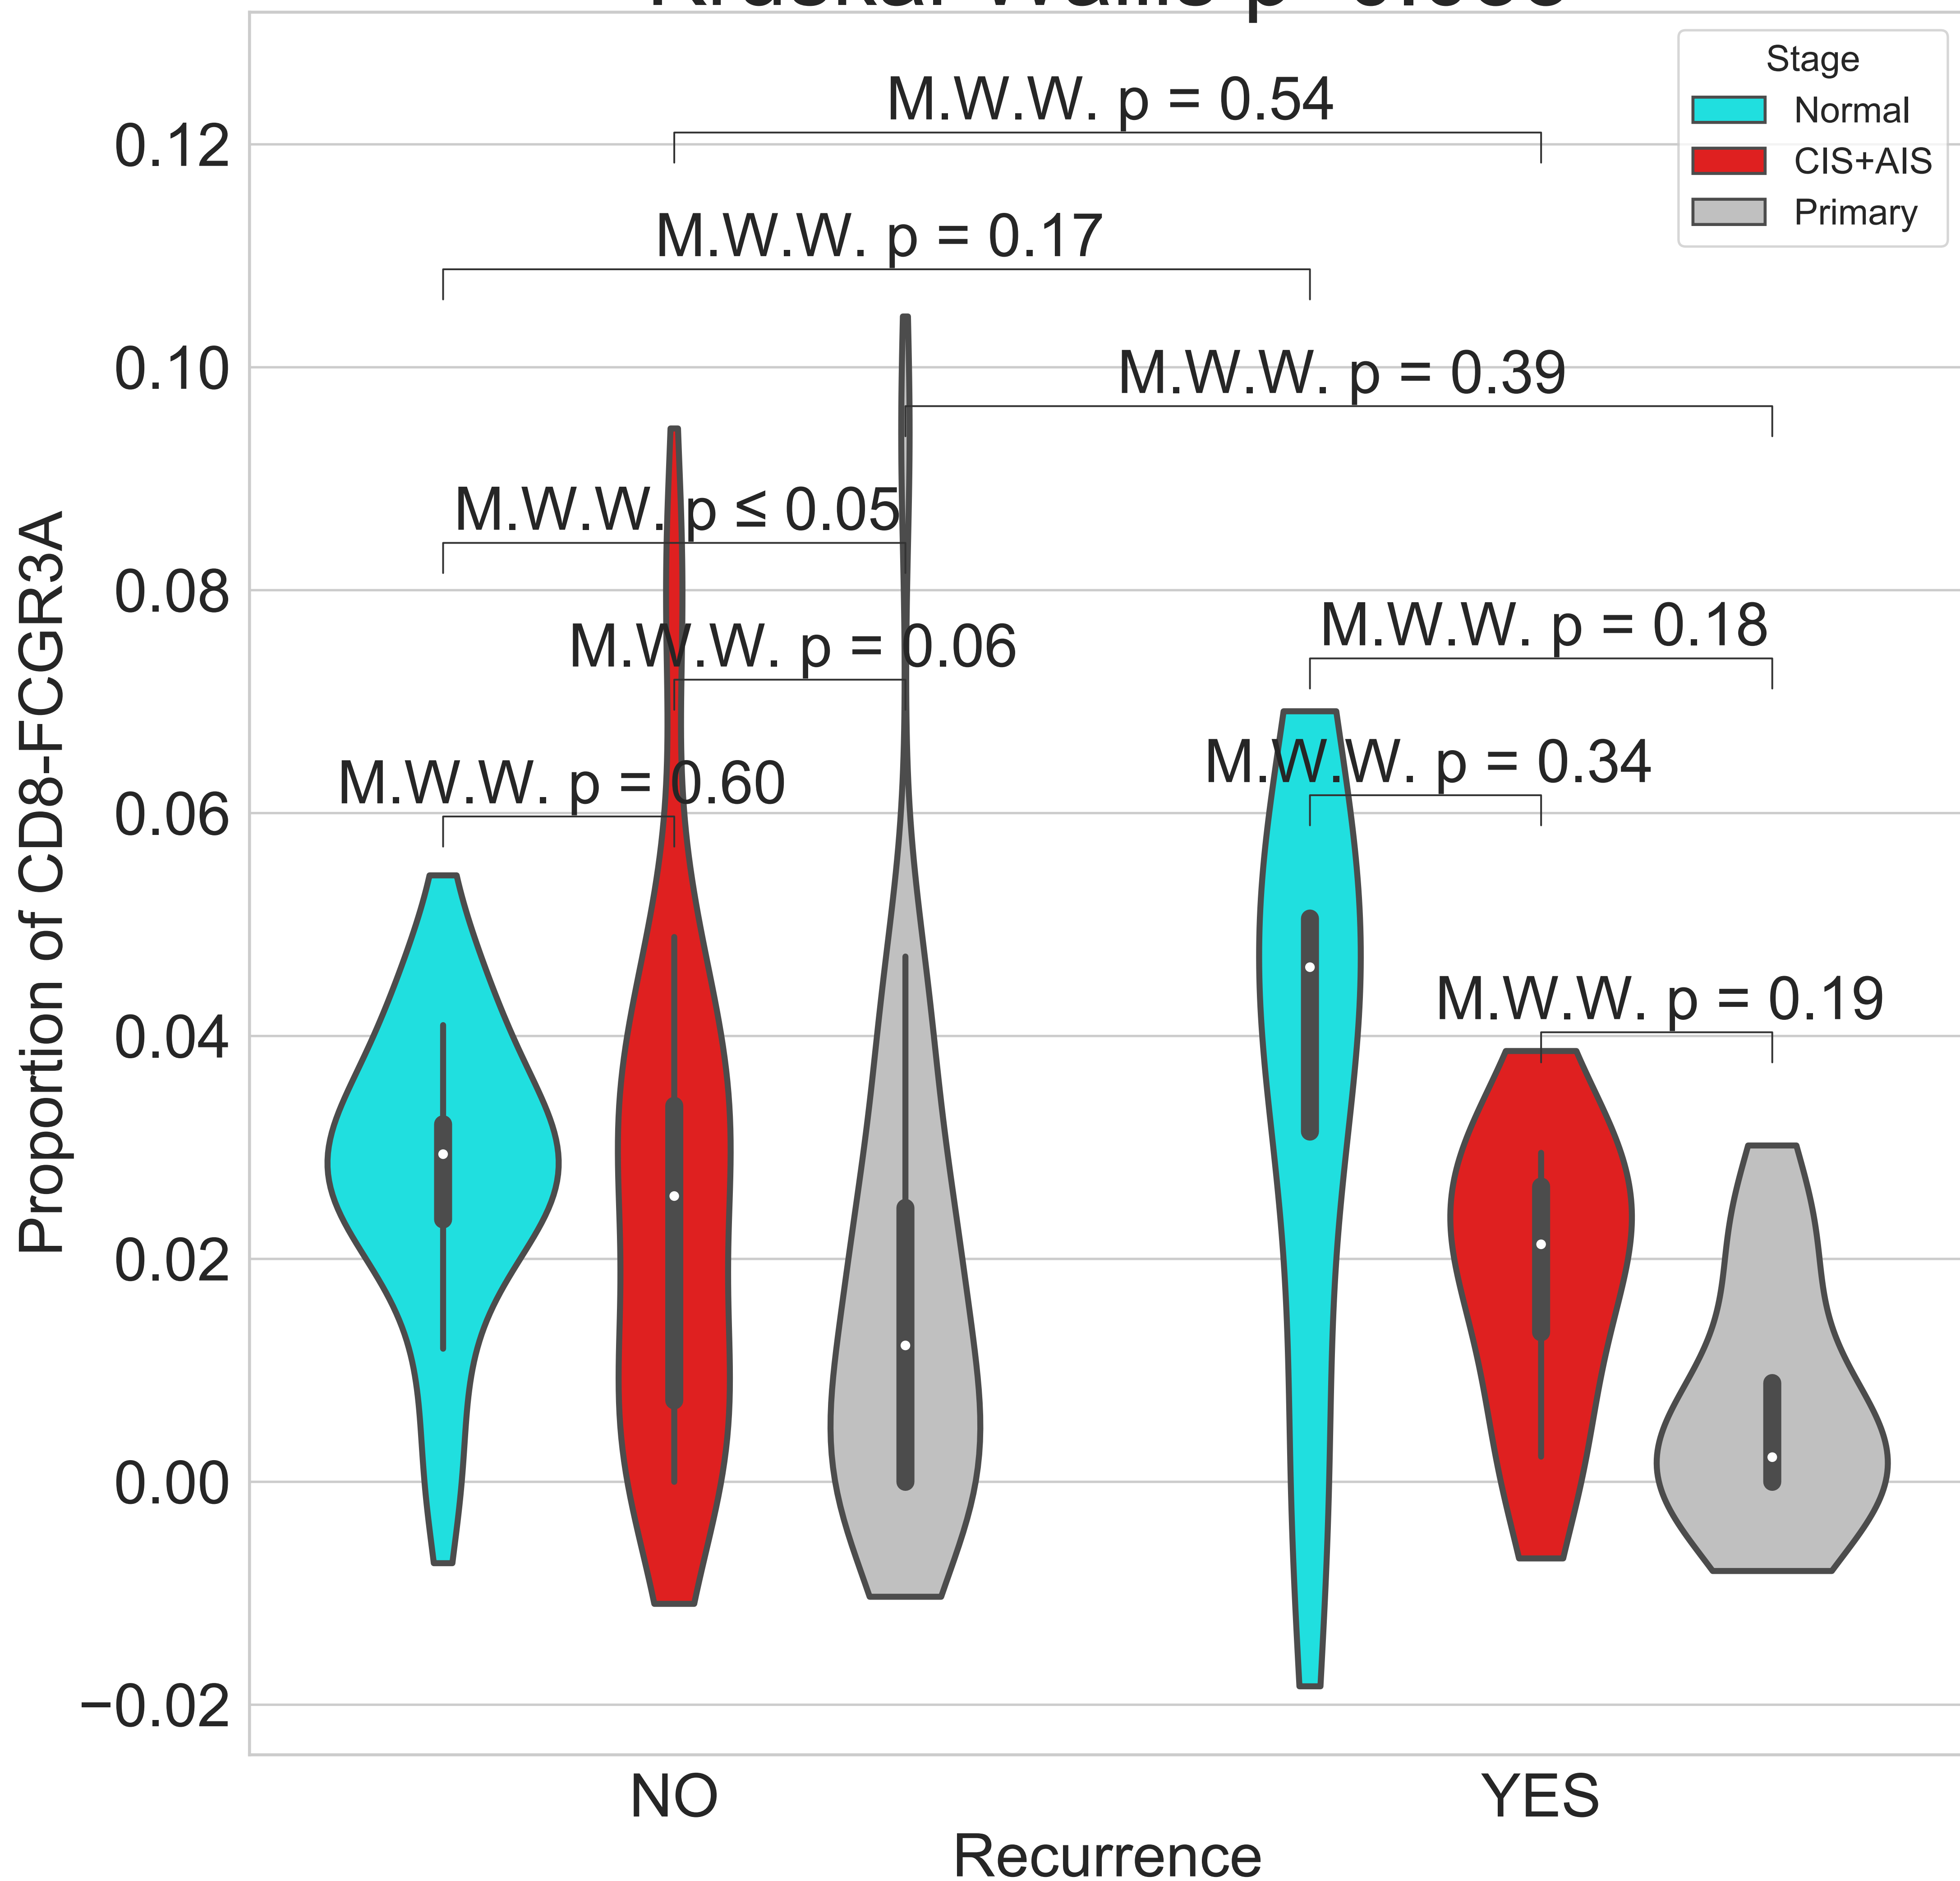 Stage
Normal
CIS+AIS
Primary
M.W.W. p = 0.54
M.W.W. p = 0.17
M.W.W. p = 0.39
M.W.W. p ≤ 0.05
M.W.W. p = 0.06
M.W.W. p = 0.18
M.W.W. p = 0.60
M.W.W. p = 0.34
M.W.W. p = 0.19
0.12
0.10
0.08
0.06
0.04
0.02
0.00
−0.02
Proportion of CD8-FCGR3A
NO
YES
Recurrence